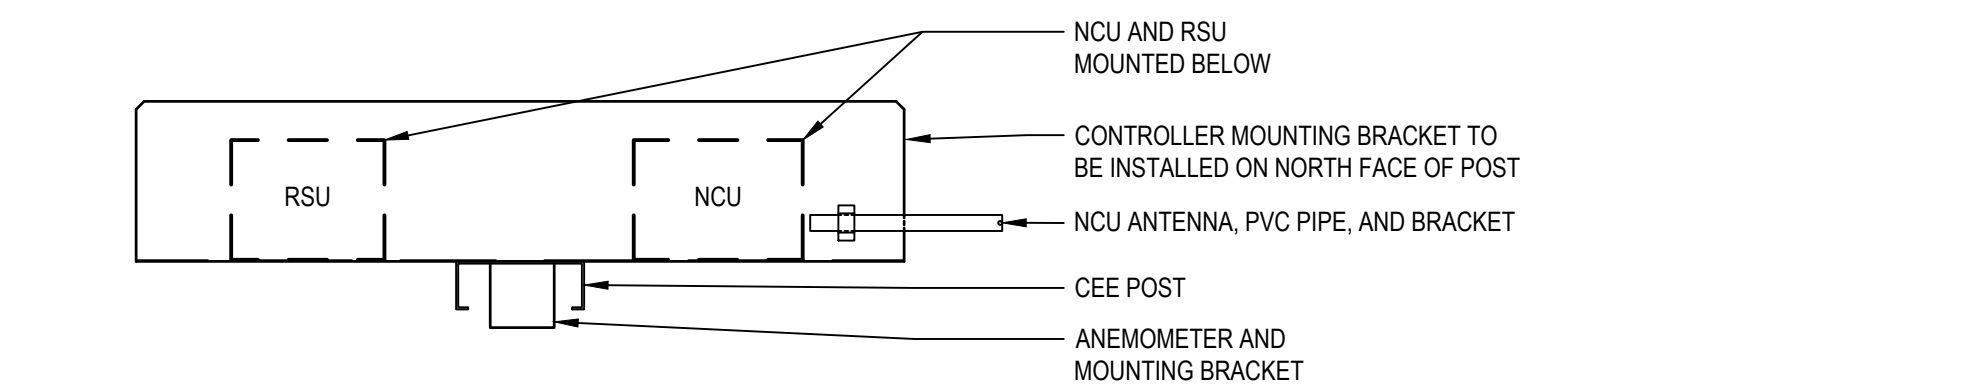 NCU AND RSU
MOUNTED BELOW
CONTROLLER MOUNTING BRACKET TO
BE INSTALLED ON NORTH FACE OF POST
RSU
NCU
NCU ANTENNA, PVC PIPE, AND BRACKET
CEE POST
ANEMOMETER AND
MOUNTING BRACKET